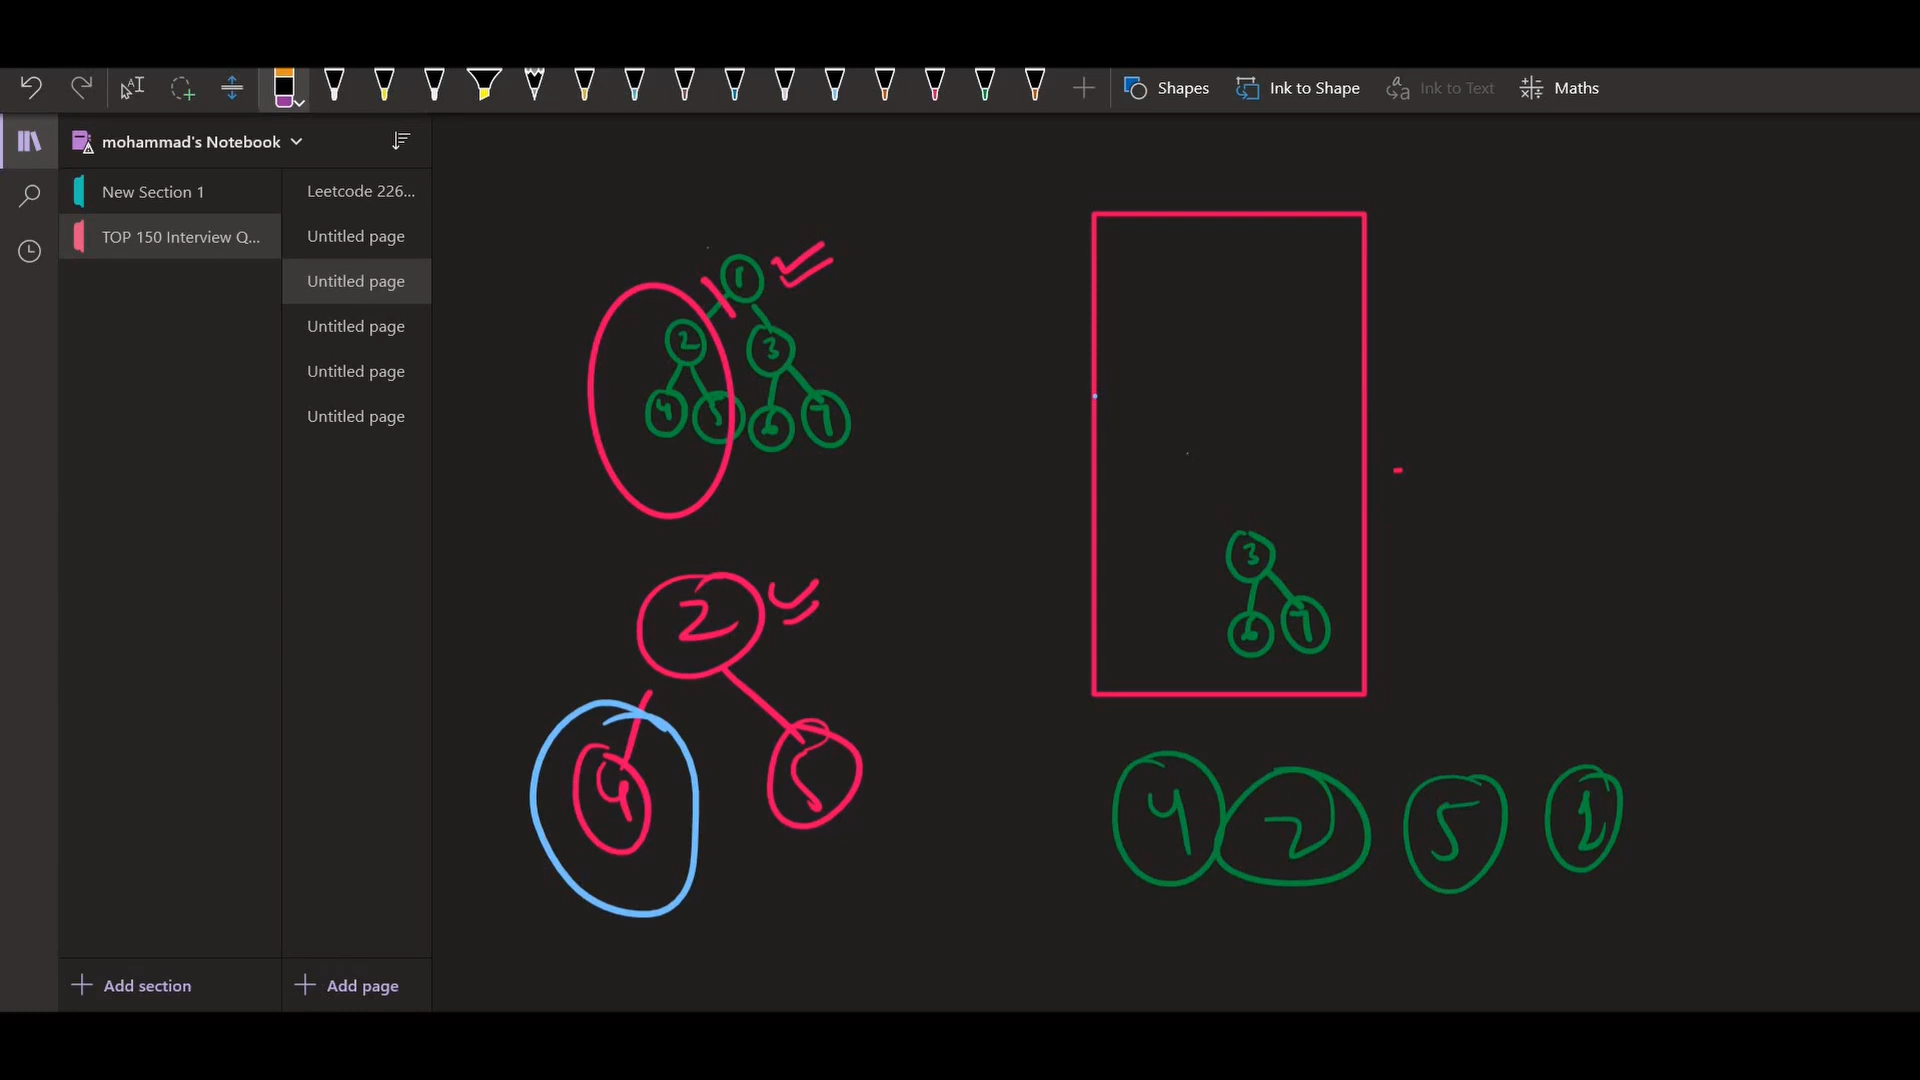 Shapes Ink to Shape Ink to Text Maths
mohammad's Notebook
New Section 1
TOP 150 Interview Q...
Leetcode 226...
Untitled page
Untitled page
Untitled page
Untitled page
Untitled page
Add section
Add page
1
2 3
4 5 6 7
2
4 5
3
6 7
4 2 5 1